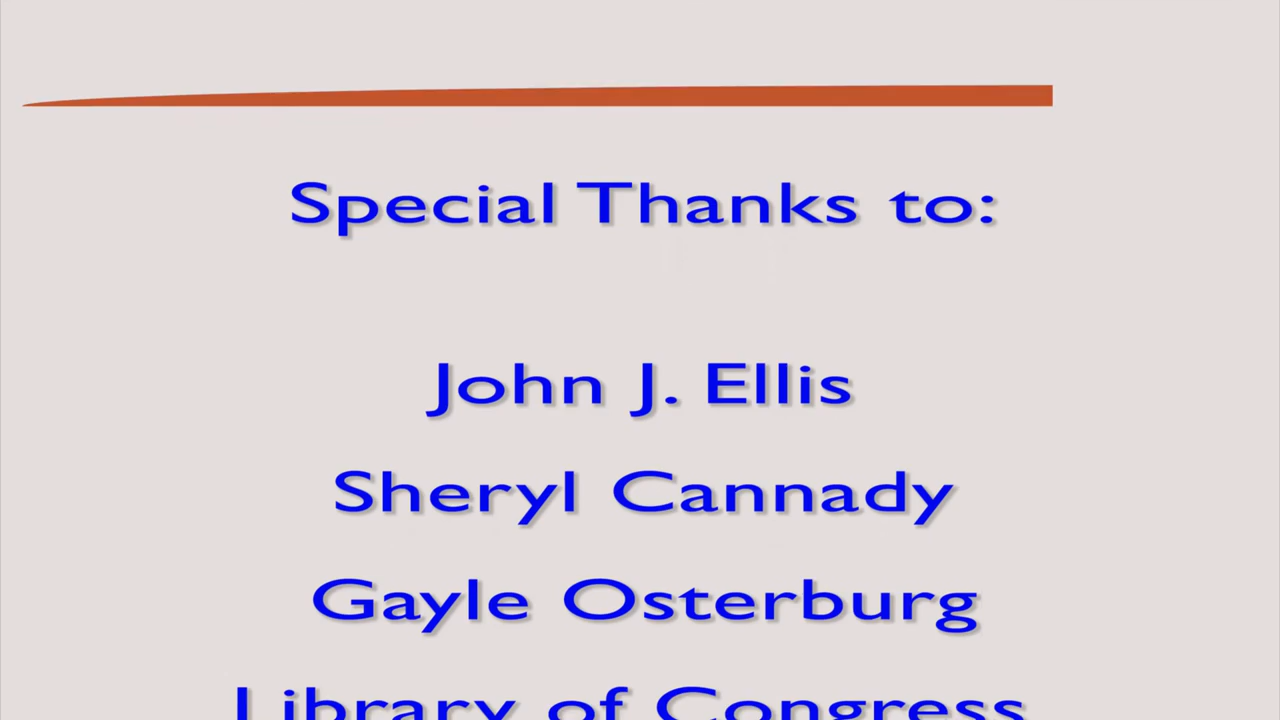 Special Thanks to:
John J. Ellis
Sheryl Cannady
Gayle Osterburg
Library of Congress